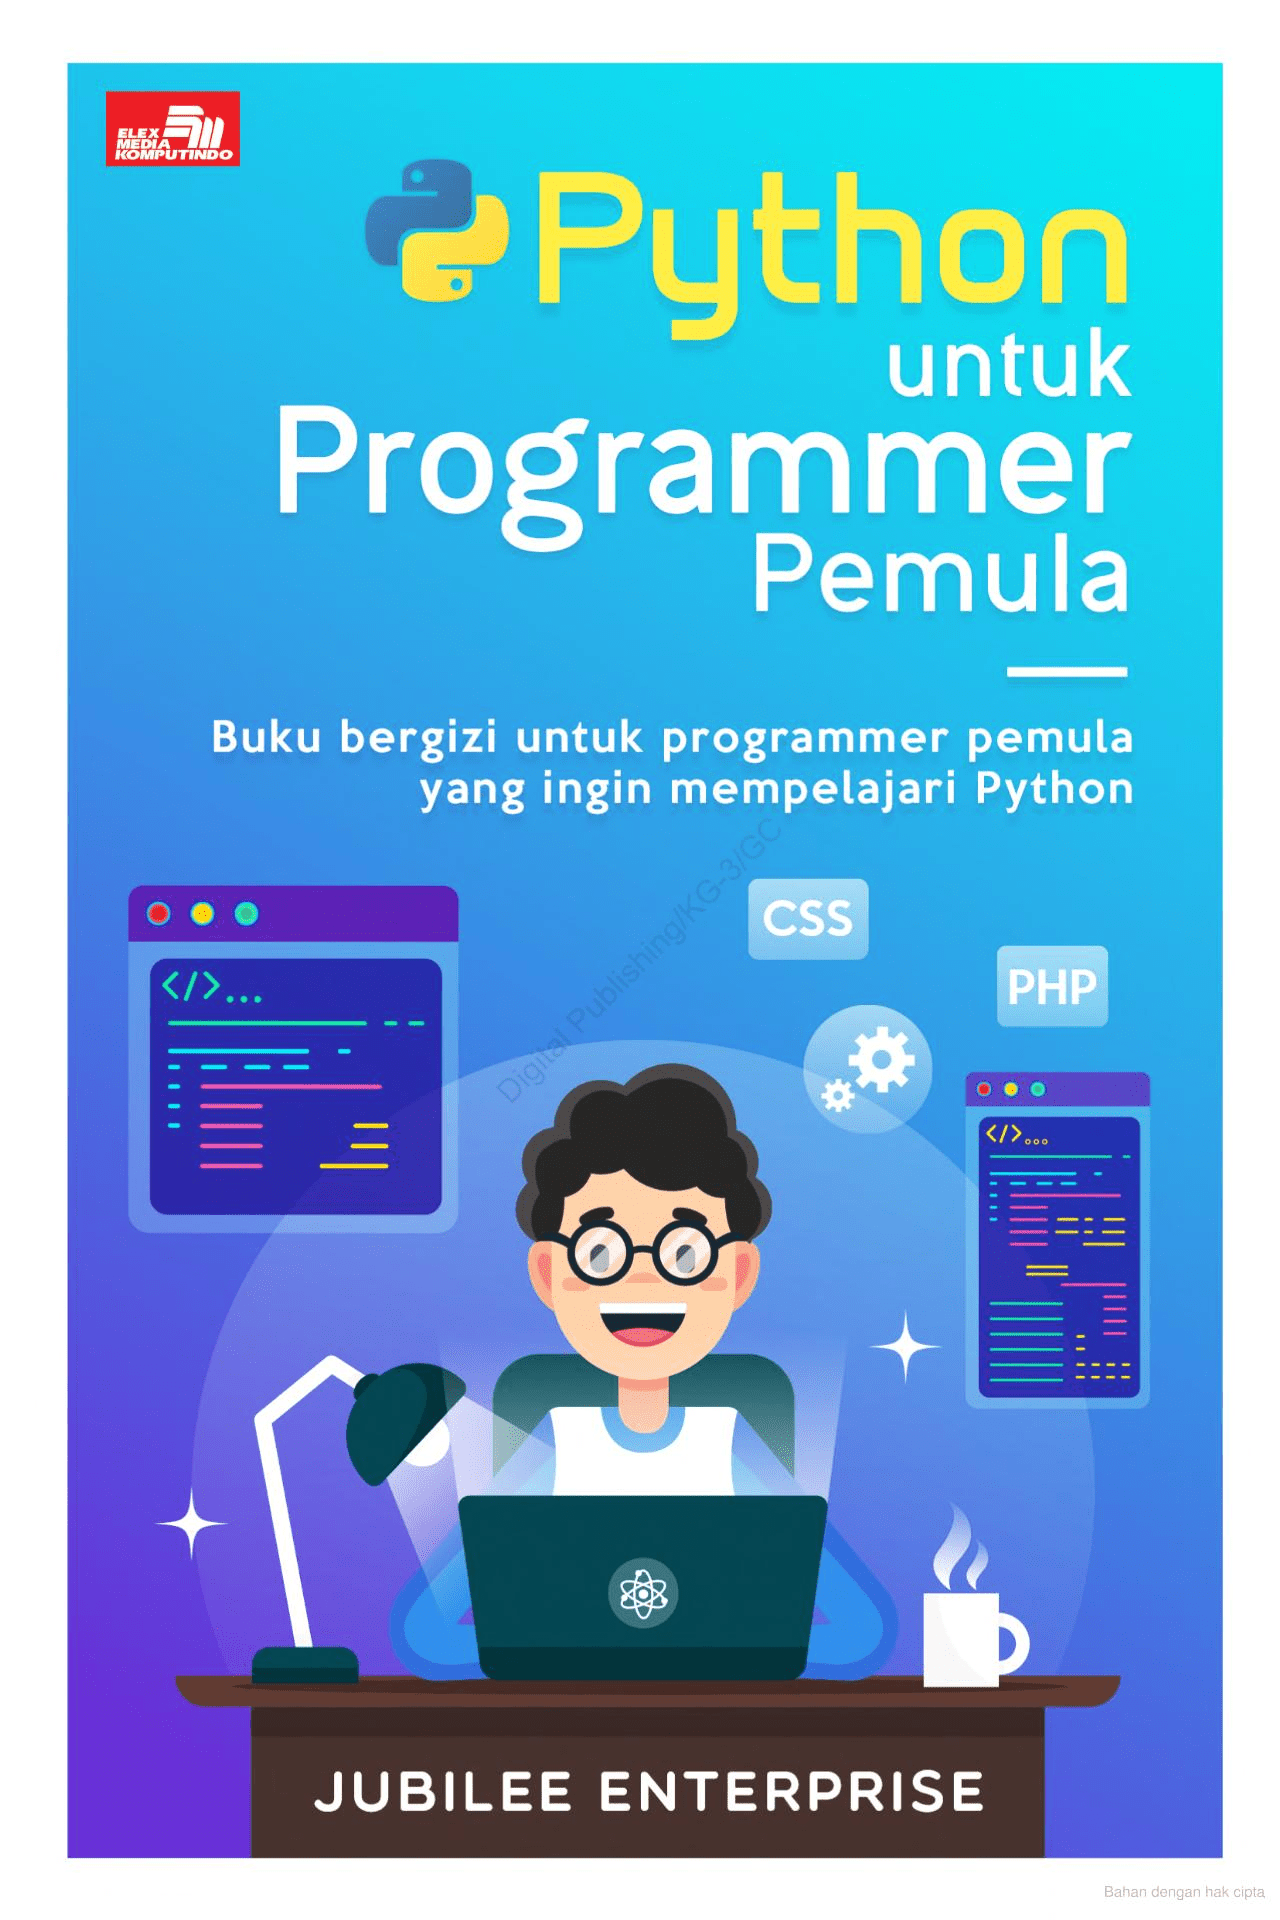 ELEX
MEDIA
KOMPUTINDO
Python
untuk
Programmer
Pemula
Buku bergizi untuk programmer pemula
yang ingin mempelajari Python
Digital Publishing/KG-3/GC
CSS
PHP
</>...
</>...
JUBILEE ENTERPRISE
Bahan dengan hak cipta